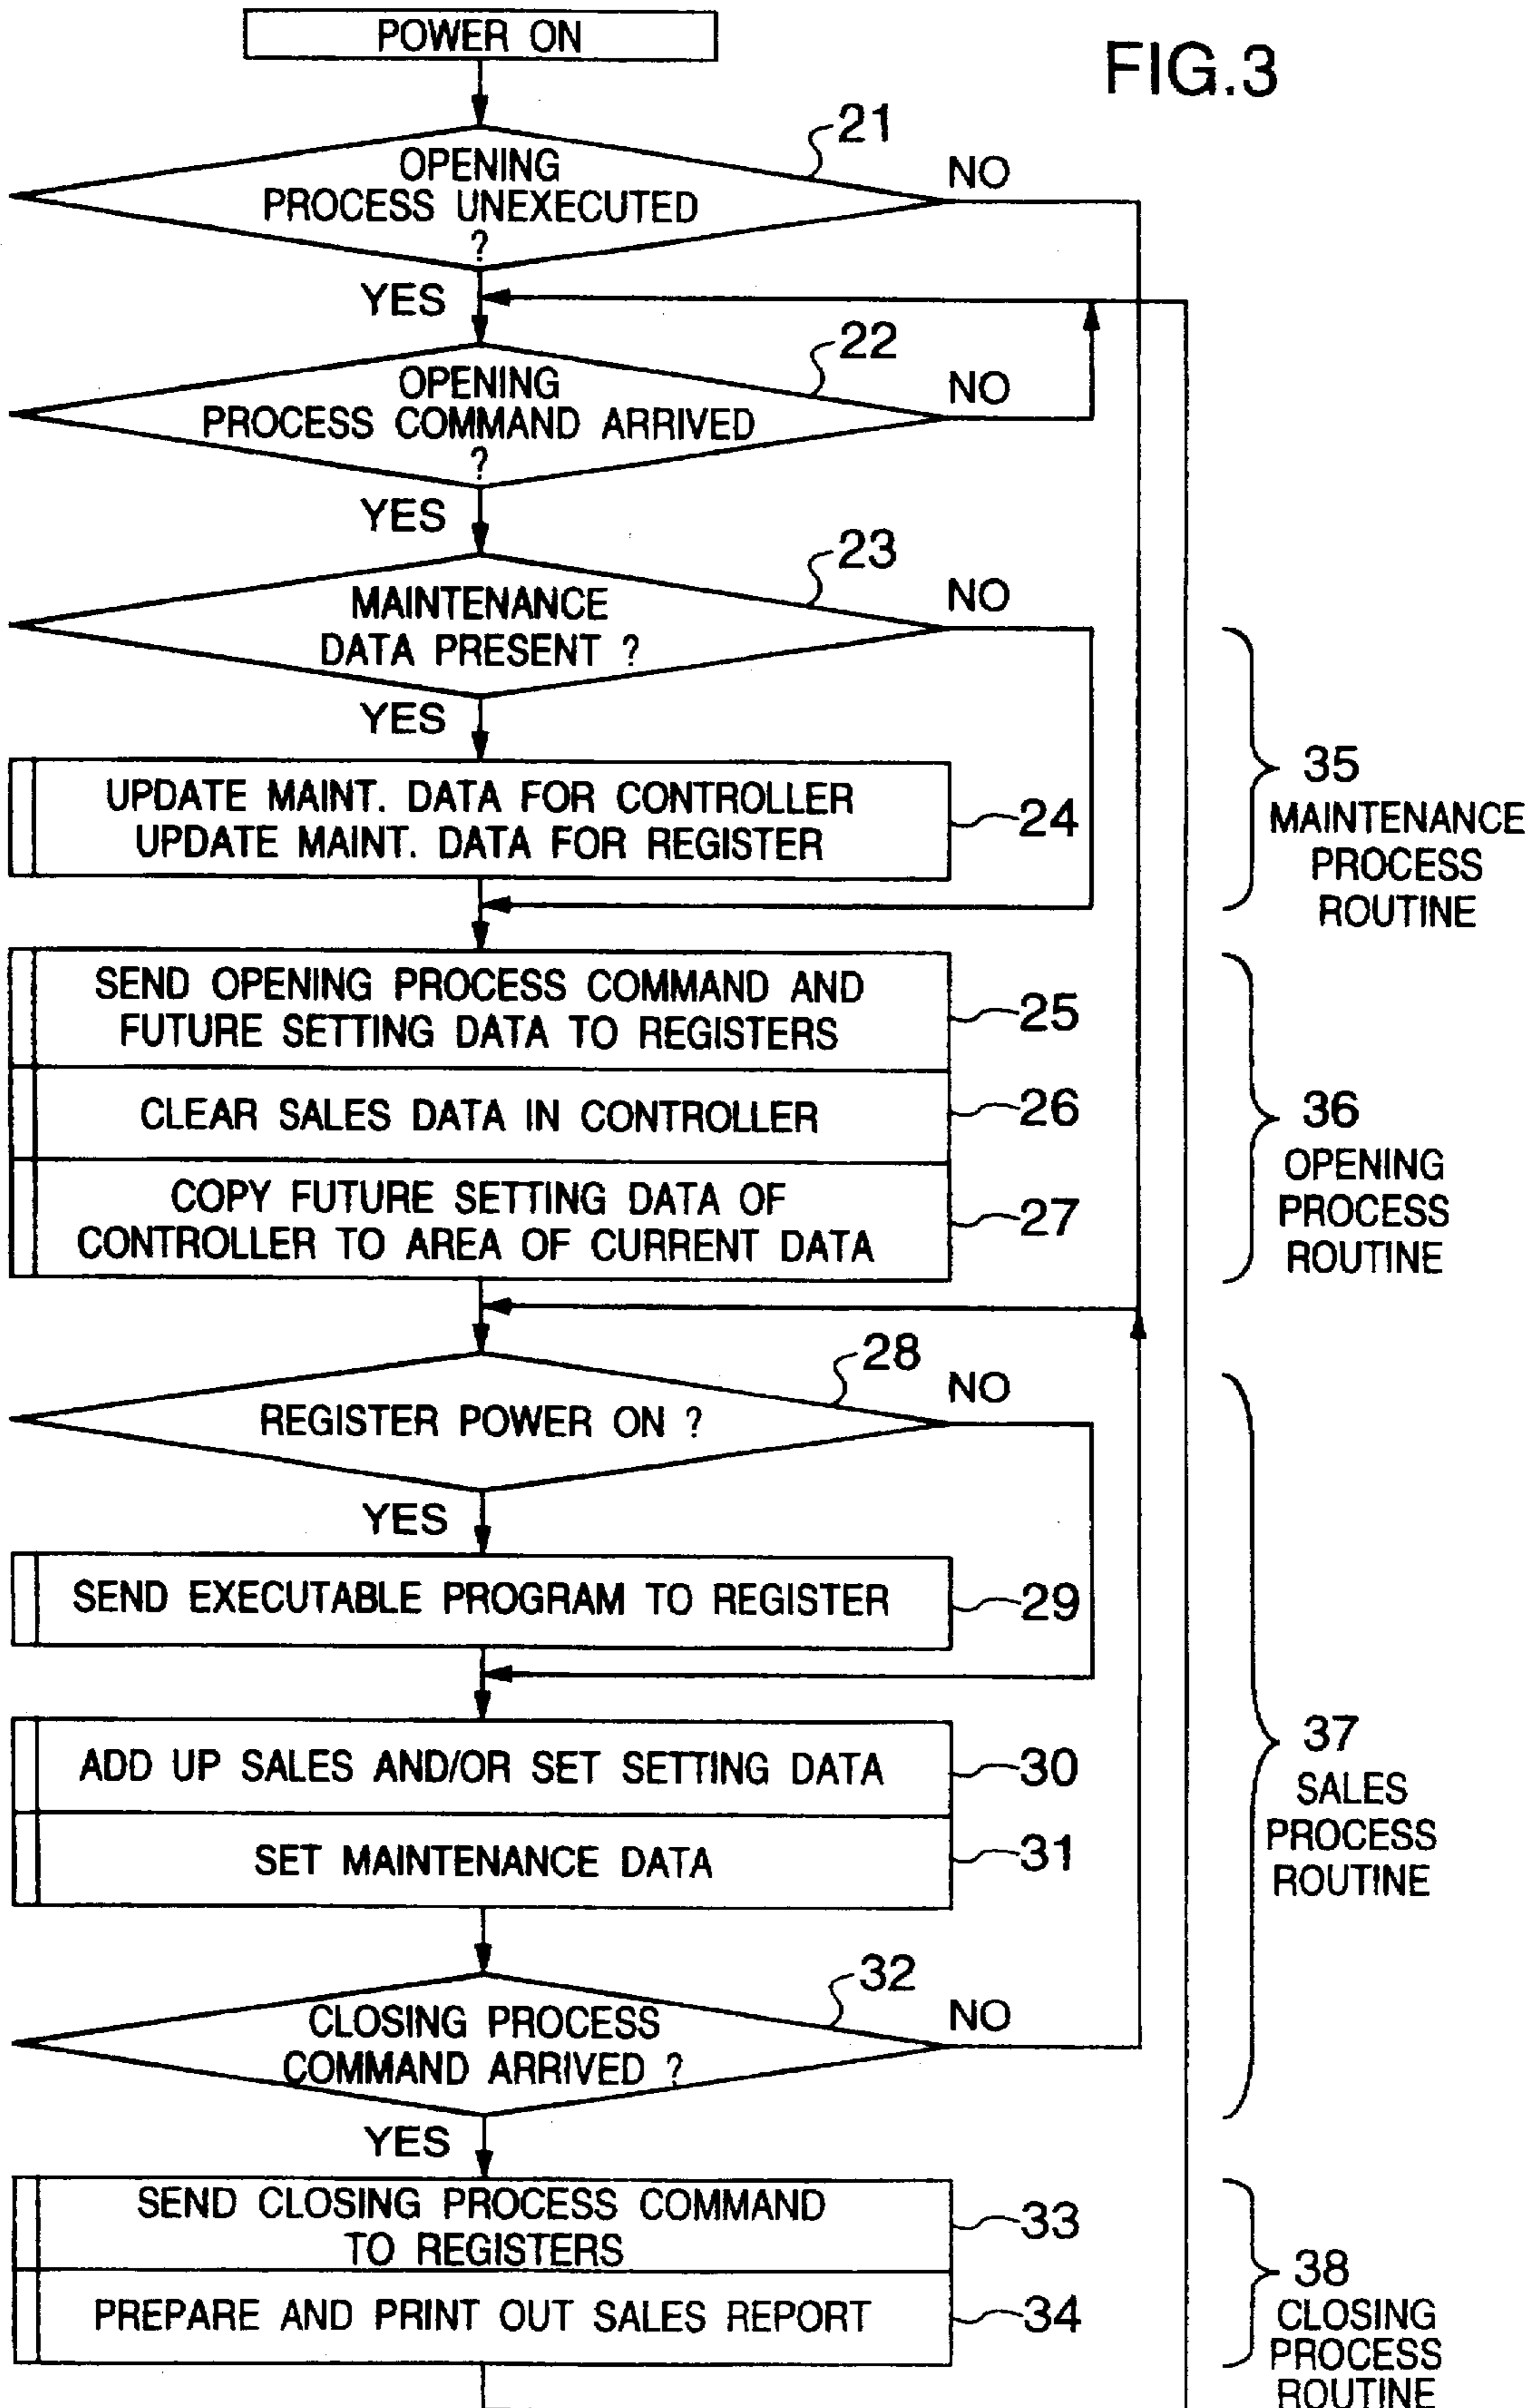 POWER ON
FIG.3
21
OPENING
PROCESS UNEXECUTED
?
NO
YES
22
OPENING
PROCESS COMMAND ARRIVED
?
NO
YES
23
MAINTENANCE
DATA PRESENT ?
NO
YES
UPDATE MAINT. DATA FOR CONTROLLER
UPDATE MAINT. DATA FOR REGISTER
24
35
MAINTENANCE
PROCESS
ROUTINE
SEND OPENING PROCESS COMMAND AND
FUTURE SETTING DATA TO REGISTERS
25
CLEAR SALES DATA IN CONTROLLER
26
COPY FUTURE SETTING DATA OF
CONTROLLER TO AREA OF CURRENT DATA
27
36
OPENING
PROCESS
ROUTINE
28
REGISTER POWER ON ?
NO
YES
SEND EXECUTABLE PROGRAM TO REGISTER
29
ADD UP SALES AND/OR SET SETTING DATA
30
SET MAINTENANCE DATA
31
37
SALES
PROCESS
ROUTINE
32
CLOSING PROCESS
COMMAND ARRIVED ?
NO
YES
SEND CLOSING PROCESS COMMAND
TO REGISTERS
33
PREPARE AND PRINT OUT SALES REPORT
34
38
CLOSING
PROCESS
ROUTINE